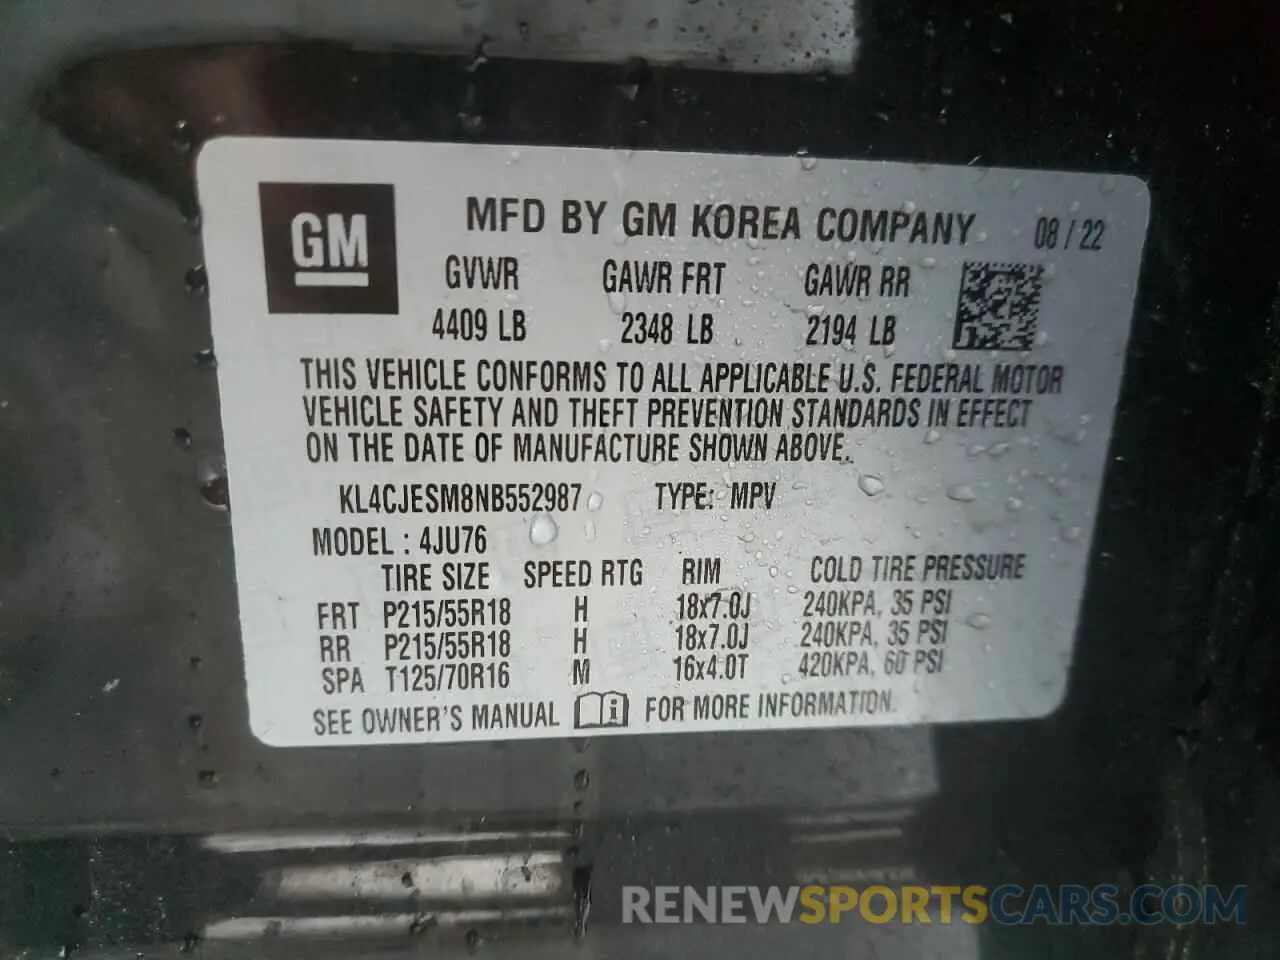 GM
MFD BY GM KOREA COMPANY 08 / 22
GVWR GAWR FRT GAWR RR
4409 LB 2348 LB 2194 LB
THIS VEHICLE CONFORMS TO ALL APPLICABLE U.S. FEDERAL MOTOR
VEHICLE SAFETY AND THEFT PREVENTION STANDARDS IN EFFECT
ON THE DATE OF MANUFACTURE SHOWN ABOVE.
KL4CJESM8NB552987 TYPE: MPV
MODEL : 4JU76
TIRE SIZE SPEED RTG RIM COLD TIRE PRESSURE
FRT P215/55R18 H 18x7.0J 240KPA, 35 PSI
RR P215/55R18 H 18x7.0J 240KPA, 35 PSI
SPA T125/70R16 M 16x4.0T 420KPA, 60 PSI
SEE OWNER'S MANUAL i FOR MORE INFORMATION.
RENEWSPORTSCARS.COM